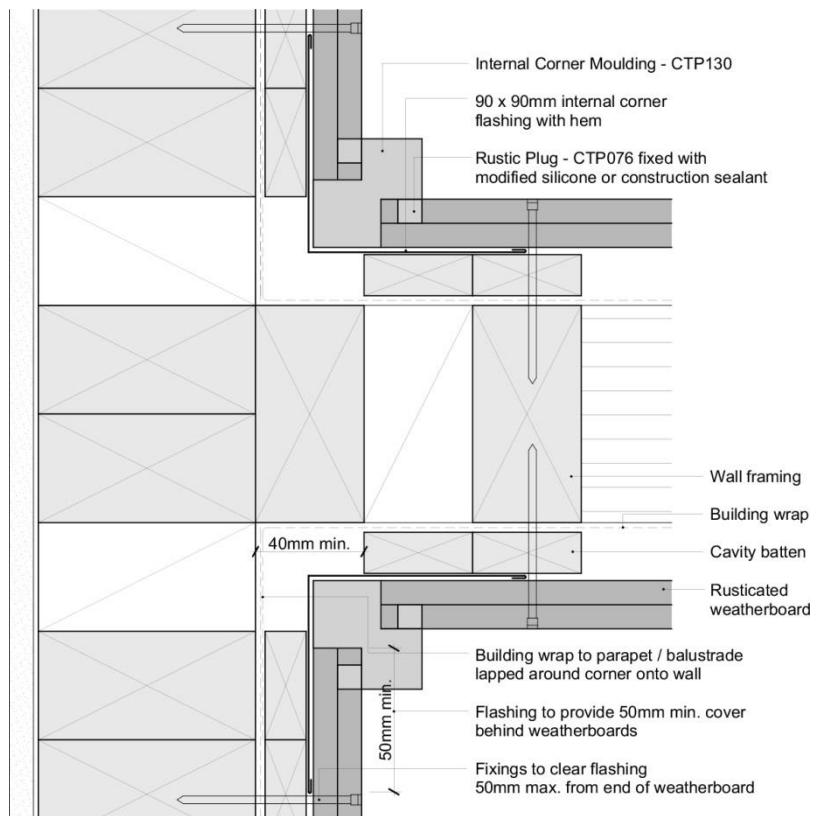 Internal Corner Moulding - CTP130
90 x 90mm internal corner
flashing with hem
Rustic Plug - CTP076 fixed with
modified silicone or construction sealant
Wall framing
Building wrap
40mm min.
Cavity batten
Rusticated
weatherboard
Building wrap to parapet / balustrade
lapped around corner onto wall
50mm min.
Flashing to provide 50mm min. cover
behind weatherboards
Fixings to clear flashing
50mm max. from end of weatherboard